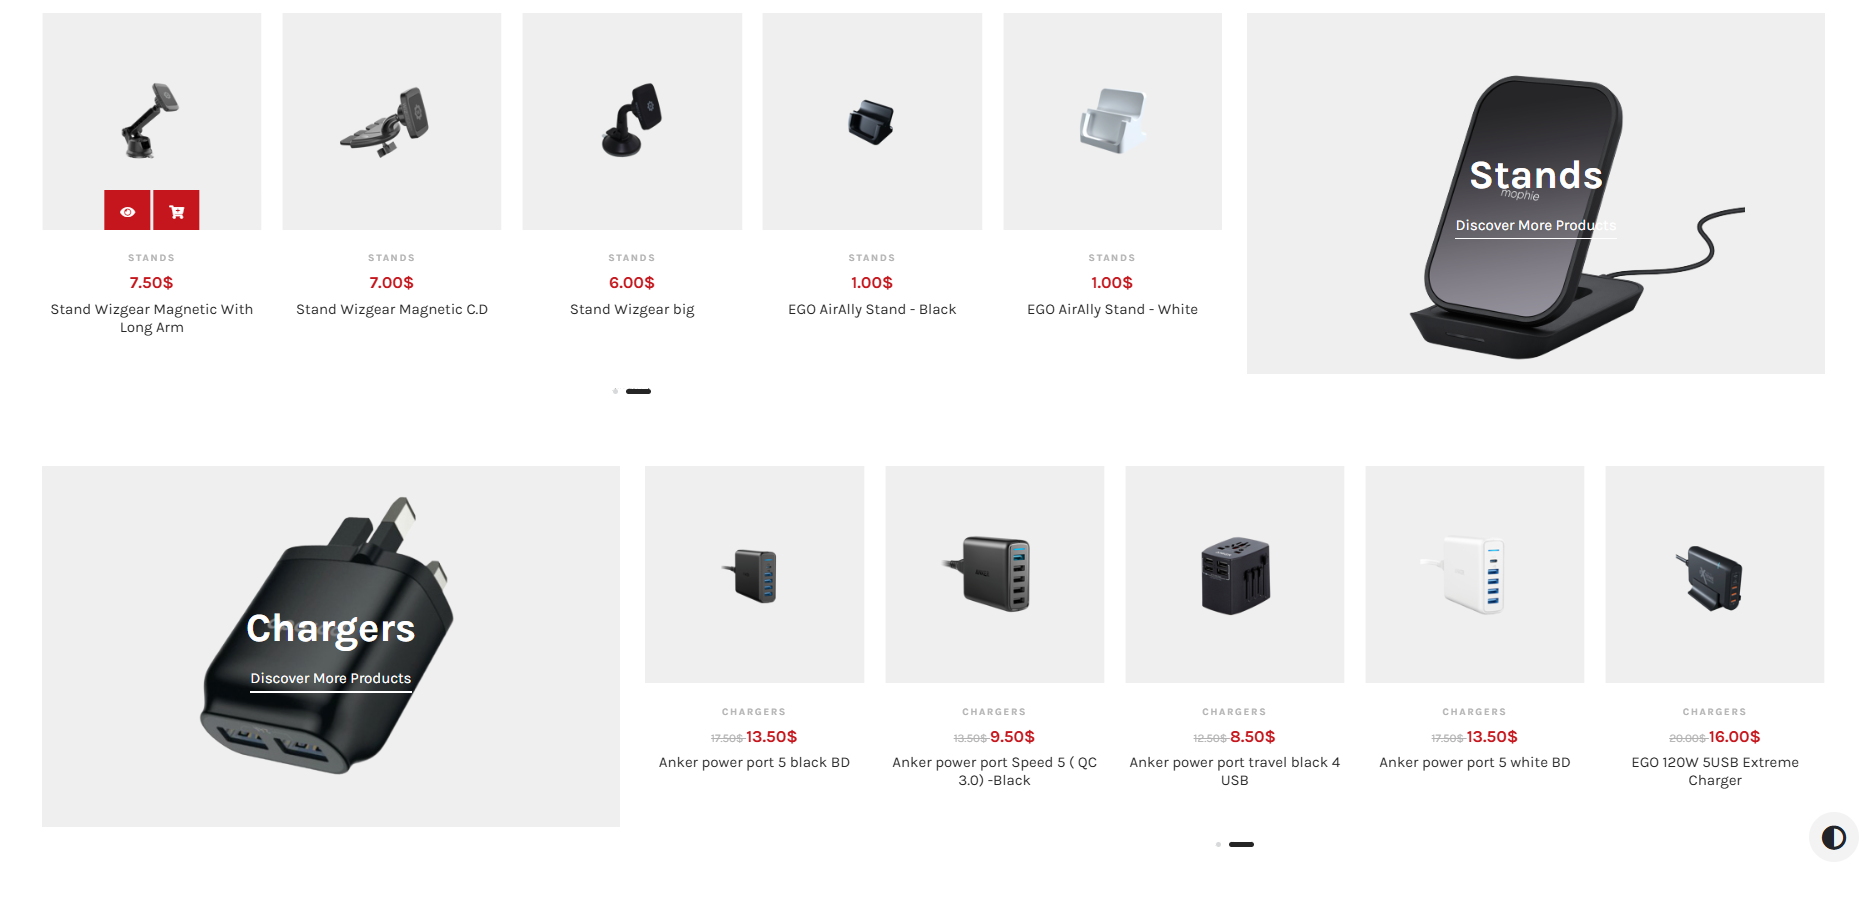 STANDS
7.50$
Stand Wizgear Magnetic With
Long Arm
STANDS
7.00$
Stand Wizgear Magnetic C.D
STANDS
6.00$
Stand Wizgear big
STANDS
1.00$
EGO AirAlly Stand - Black
STANDS
1.00$
EGO AirAlly Stand - White
Stands
mophie
Discover More Products
Chargers
Discover More Products
CHARGERS
17.50$ 13.50$
Anker power port 5 black BD
CHARGERS
13.50$ 9.50$
Anker power port Speed 5 ( QC
3.0) -Black
CHARGERS
12.50$ 8.50$
Anker power port travel black 4
USB
CHARGERS
17.50$ 13.50$
Anker power port 5 white BD
CHARGERS
20.00$ 16.00$
EGO 120W 5USB Extreme
Charger